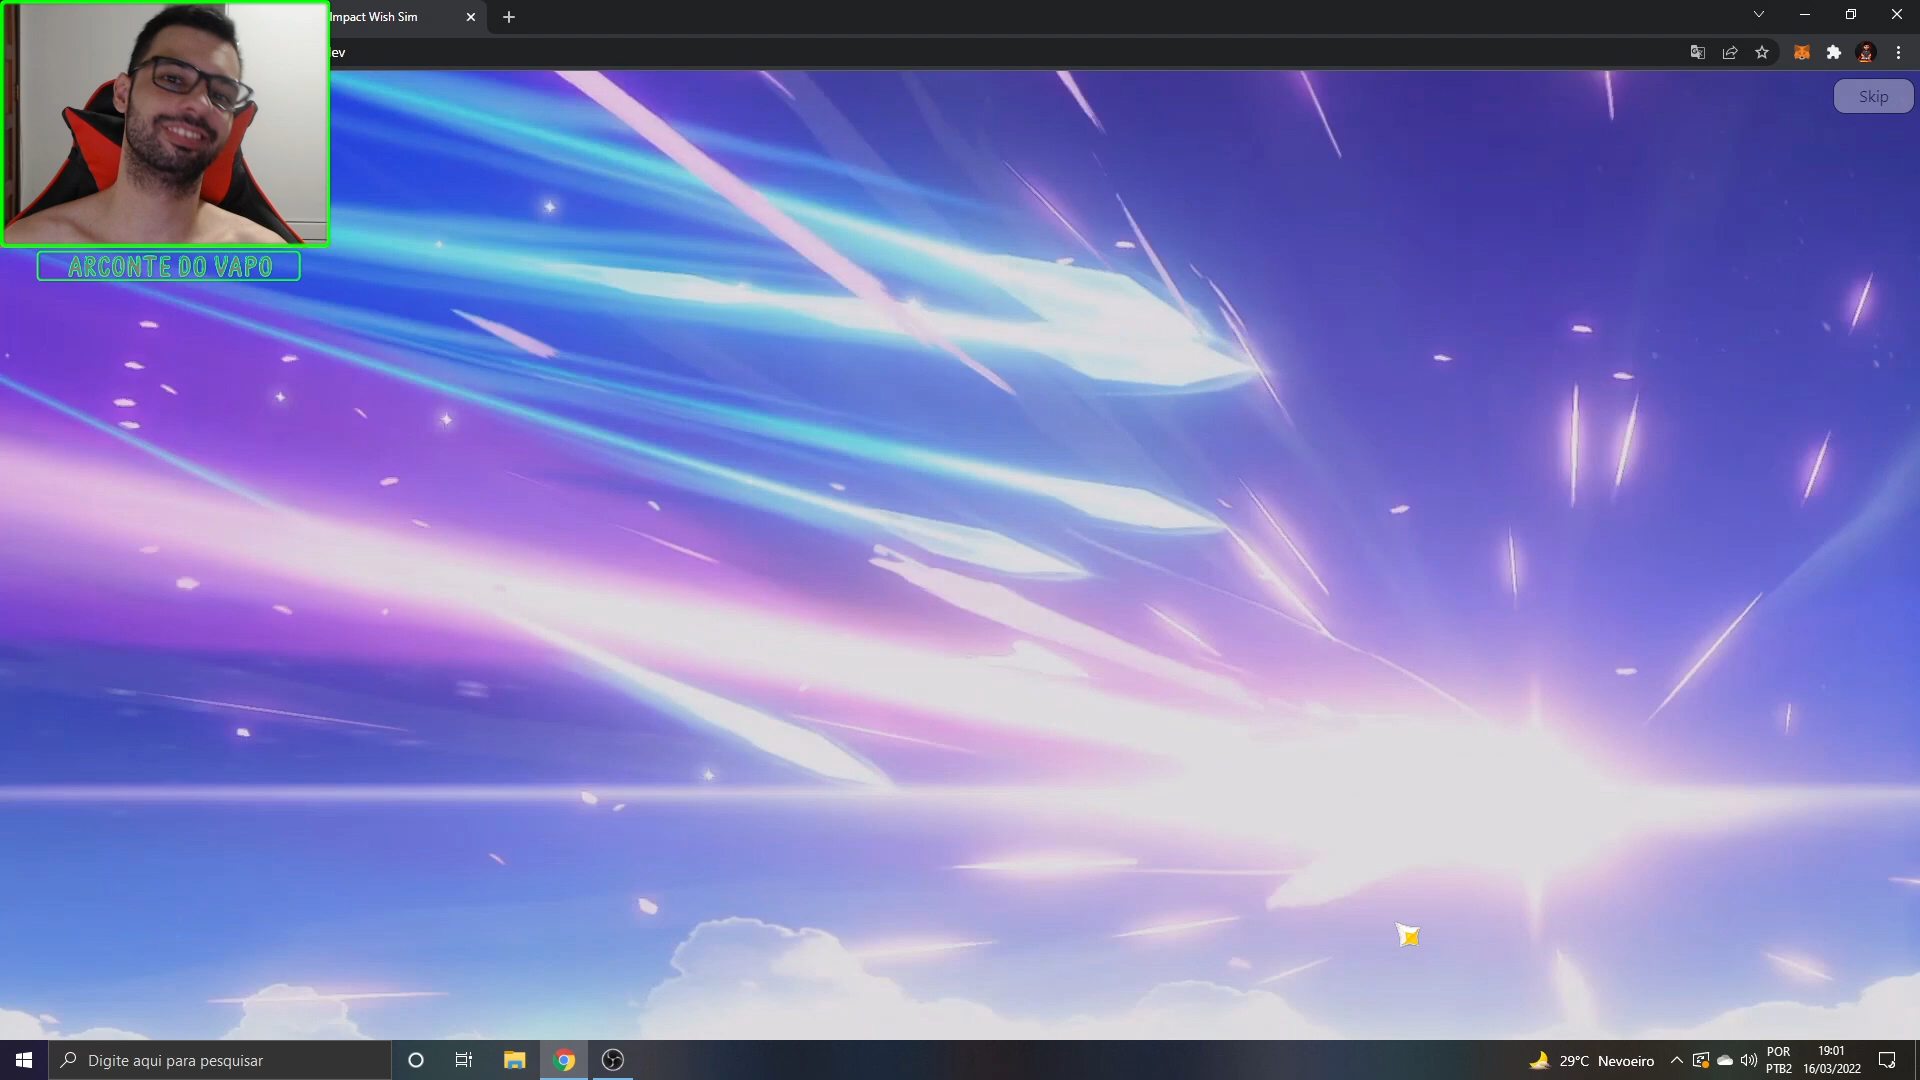 Impact Wish Sim
lev
Skip
ARCONTE DO VAPO
Digite aqui para pesquisar
29°C Nevoeiro
POR
PTB2
19:01
16/03/2022